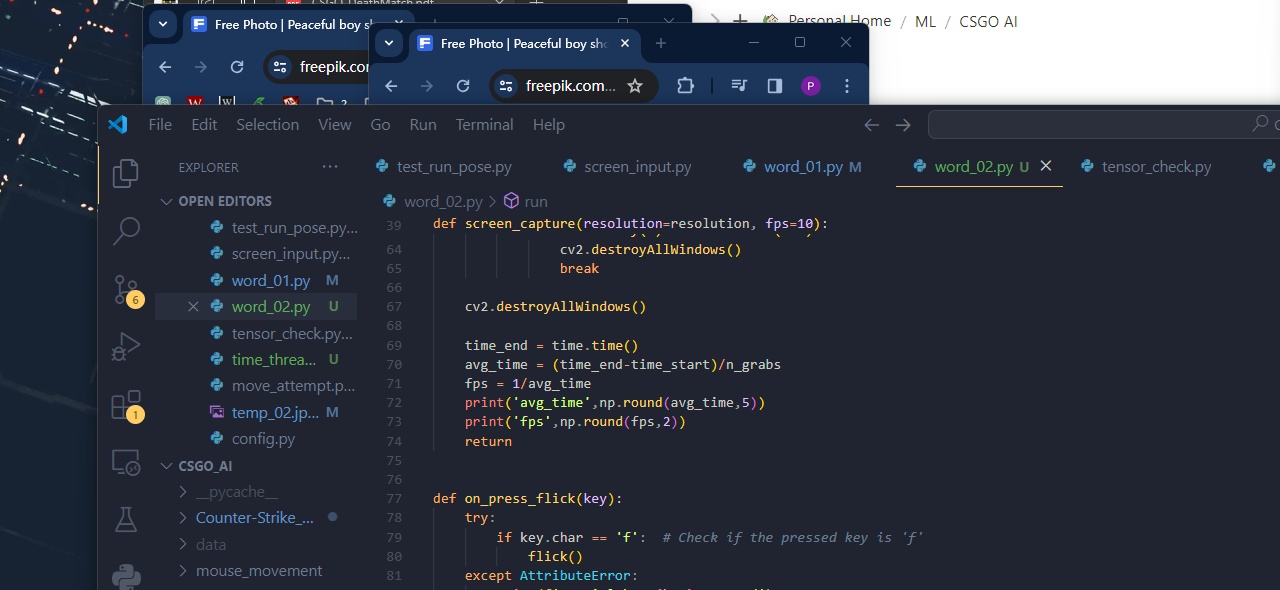 CSGO DeathMatch.pdf
Free Photo | Peaceful boy s
Free Photo | Peaceful boy sho
Personal Home / ML / CSGO AI
freepik.com
freepik.com...
P
File Edit Selection View Go Run Terminal Help
EXPLORER
test_run_pose.py
screen_input.py
word_01.py M
word_02.py U
tensor_check.py
word_02.py > run
OPEN EDITORS
test_run_pose.py...
screen_input.py...
word_01.py M
word_02.py U
tensor_check.py...
time_threa... U
move_attempt.p...
temp_02.jp... M
config.py
CSGO_AI
__pycache__
Counter-Strike_...
data
mouse_movement
6
1
39 def screen_capture(resolution=resolution, fps=10):
64 cv2.destroyAllWindows()
65 break
66
67 cv2.destroyAllWindows()
68
69 time_end = time.time()
70 avg_time = (time_end-time_start)/n_grabs
71 fps = 1/avg_time
72 print('avg_time',np.round(avg_time,5))
73 print('fps',np.round(fps,2))
74 return
75
76
77 def on_press_flick(key):
78 try:
79 if key.char == 'f': # Check if the pressed key is 'f'
80 flick()
81 except AttributeError: